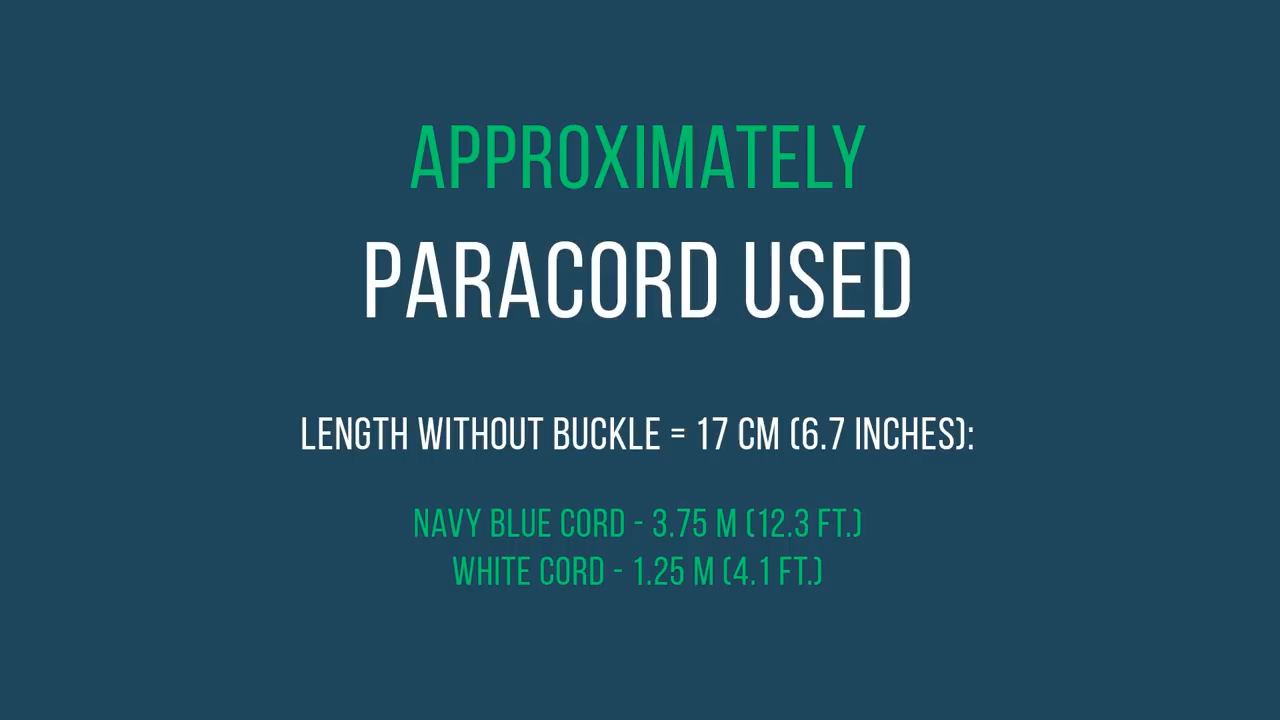 APPROXIMATELY
PARACORD USED
LENGTH WITHOUT BUCKLE = 17 CM (6.7 INCHES):
NAVY BLUE CORD - 3.75 M (12.3 FT.)
WHITE CORD - 1.25 M (4.1 FT.)